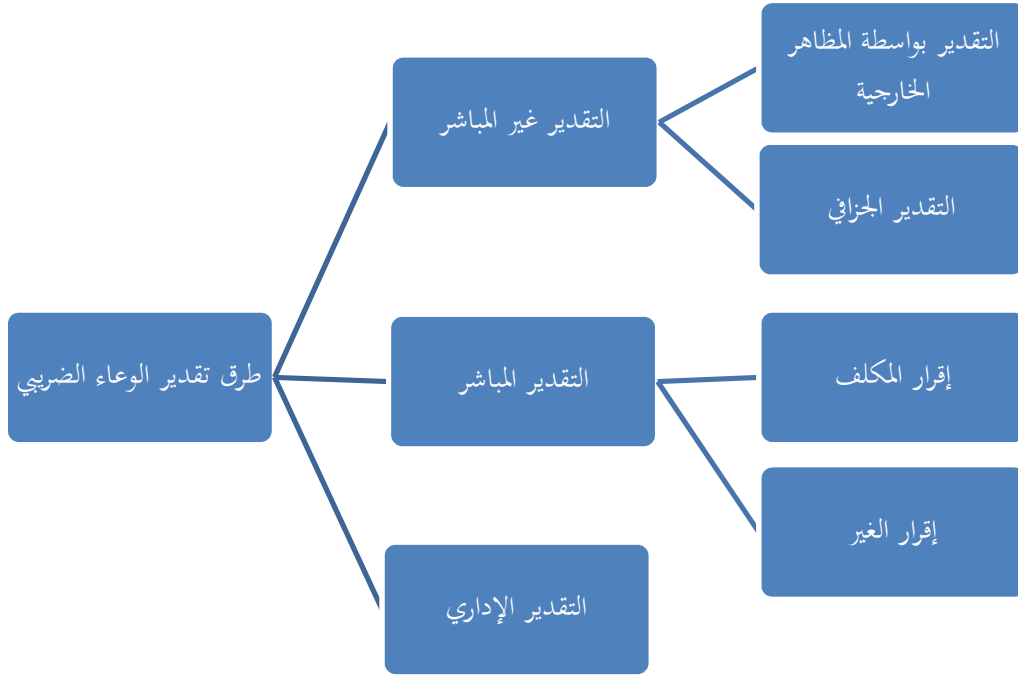 التقدير بواسطة المظاهر
الخارجية
التقدير غير المباشر
التقدير الجزافي
طرق تقدير الوعاء الضريبي
التقدير المباشر
إقرار المكلف
إقرار الغير
التقدير الإداري